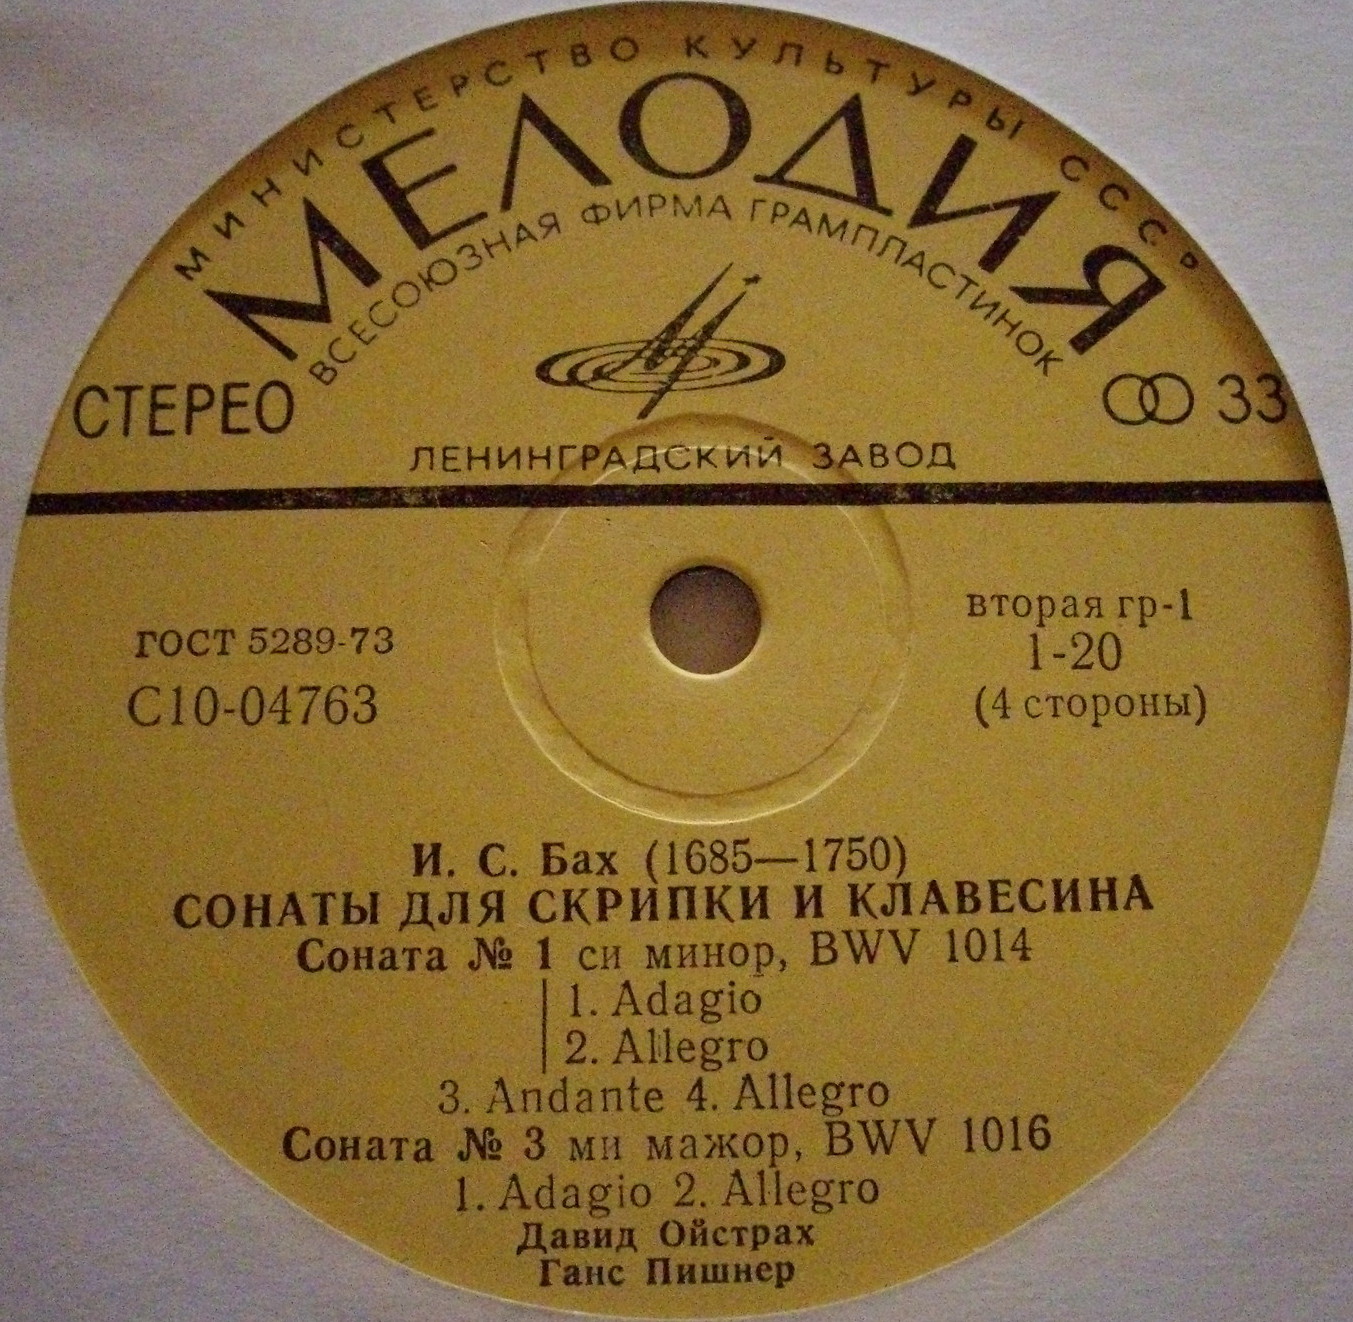 МИНИСТЕРСТВО КУЛЬТУРЫ СССР
МЕЛОДИЯ
ВСЕСОЮЗНАЯ ФИРМА ГРАМПЛАСТИНОК
СТЕРЕО
33
ЛЕНИНГРАДСКИЙ ЗАВОД
ГОСТ 5289-73
С10-04763
вторая гр-1
1-20
(4 стороны)
И. С. Бах (1685—1750)
СОНАТЫ ДЛЯ СКРИПКИ И КЛАВЕСИНА
Соната № 1 си минор, BWV 1014
1. Adagio
2. Allegro
3. Andante 4. Allegro
Соната № 3 ми мажор, BWV 1016
1. Adagio 2. Allegro
Давид Ойстрах
Ганс Пишнер